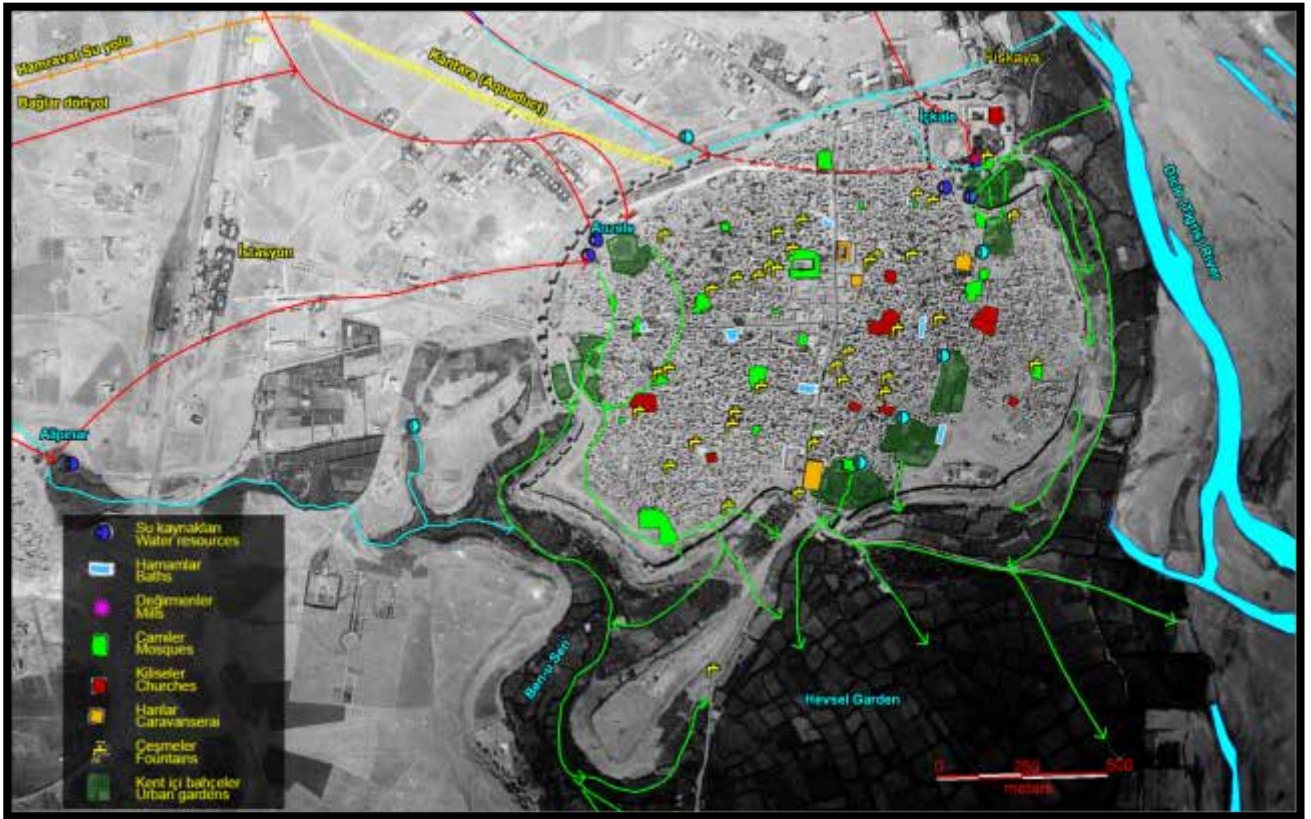 Hamravat Su yolu
Bağlar dörtyol
Kantara (Aqueduct)
Fiskaya
İçkale
Dicle (Tigris) River
Anzele
İstasyon
Alipınar
Ben-u Sen
Hevsel Garden
Su kaynakları
Water resources
Hamamlar
Baths
Değirmenler
Mills
Camiler
Mosques
Kiliseler
Churches
Hanlar
Caravanserai
Çeşmeler
Fountains
Kent içi bahçeler
Urban gardens
0 250 500
meters